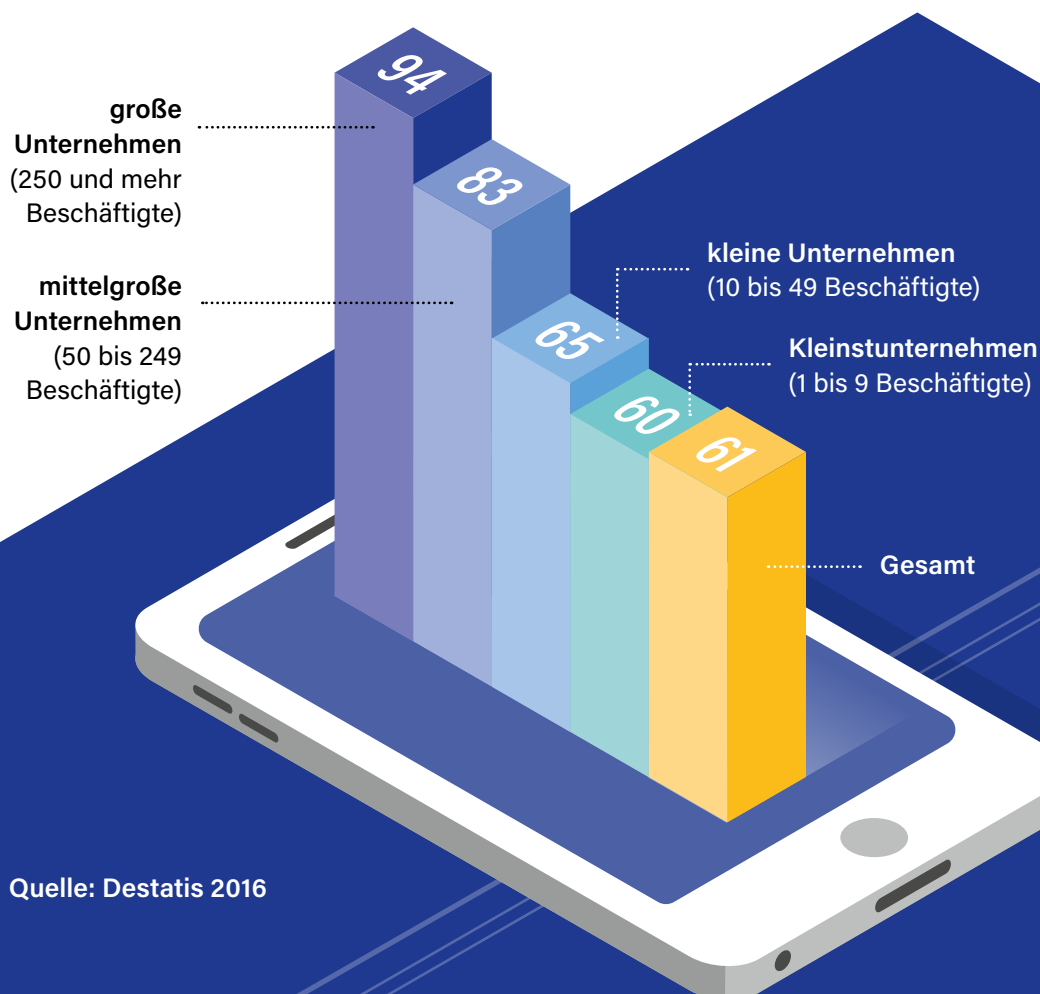 94
große
Unternehmen
(250 und mehr
Beschäftigte)
83
mittelgroße
Unternehmen
(50 bis 249
Beschäftigte)
65
kleine Unternehmen
(10 bis 49 Beschäftigte)
60
Kleinstunternehmen
(1 bis 9 Beschäftigte)
61
Gesamt
Quelle: Destatis 2016